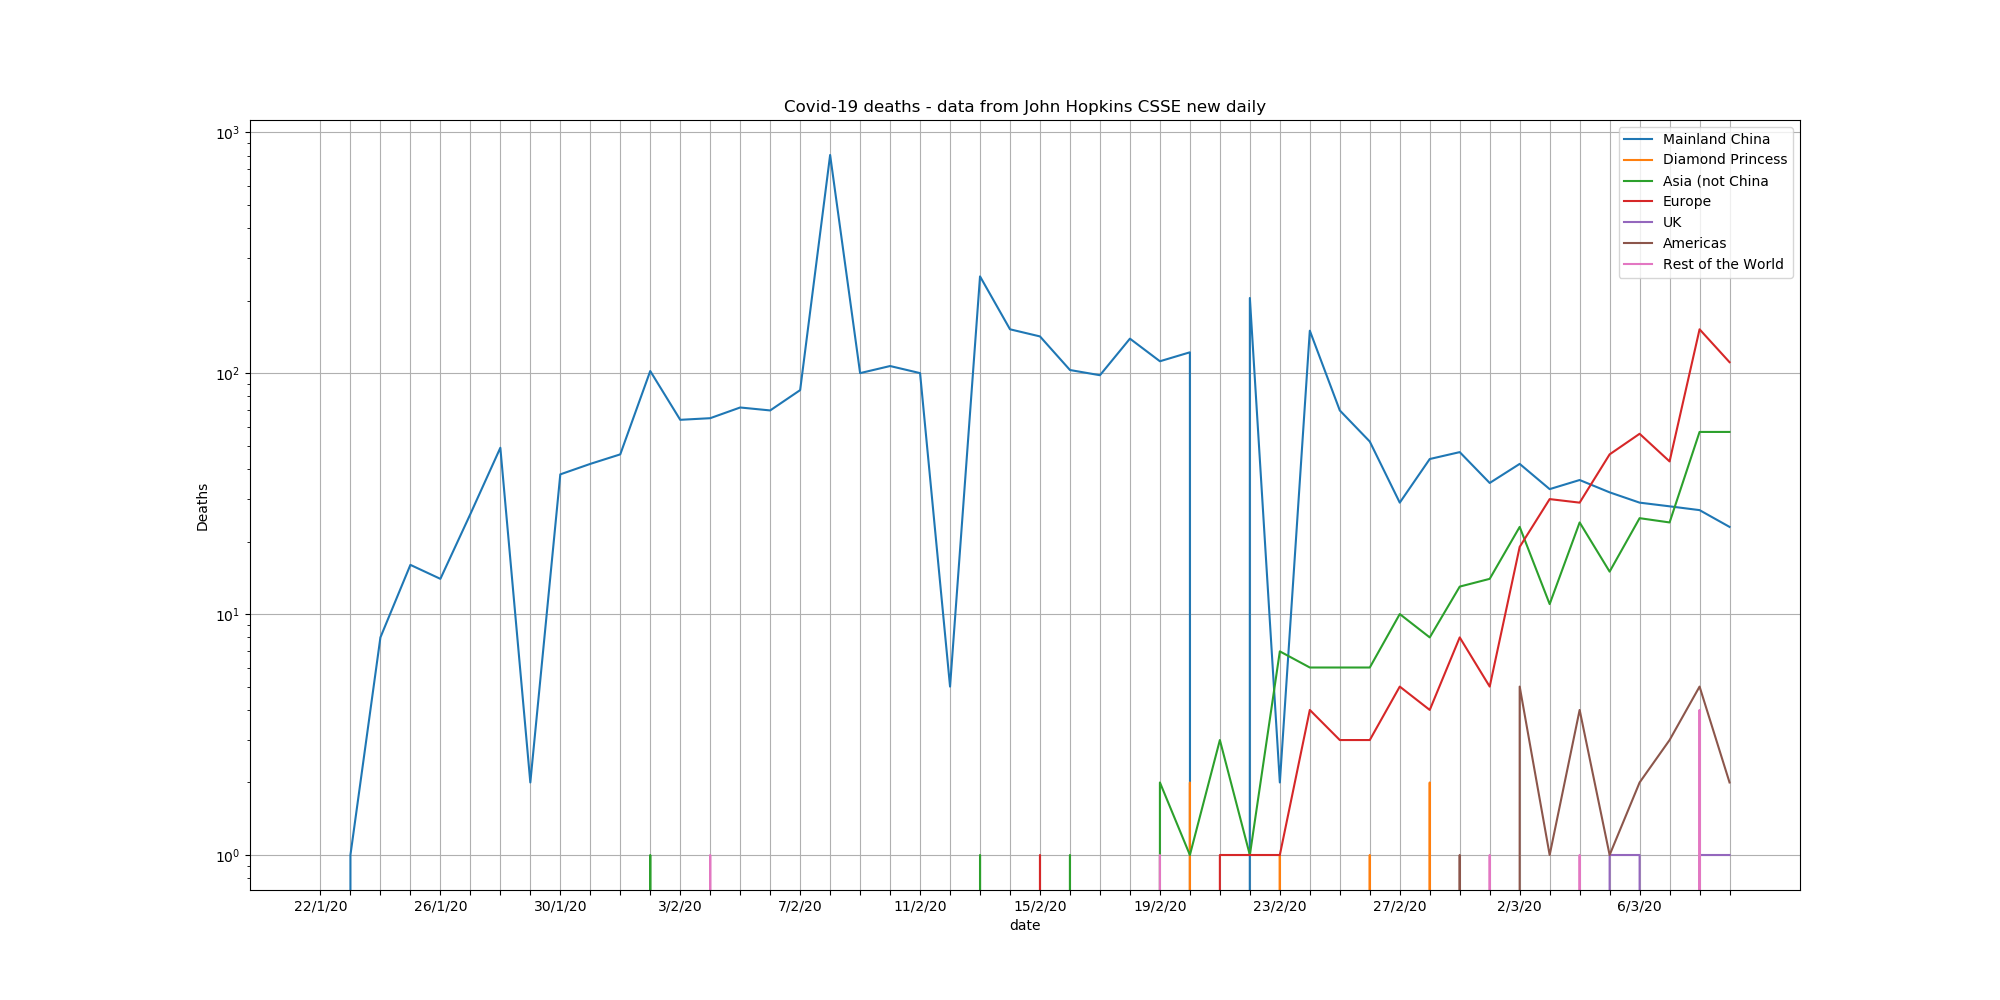 Covid-19 deaths - data from John Hopkins CSSE new daily
10³
10²
10¹
10⁰
Deaths
Mainland China
Diamond Princess
Asia (not China
Europe
UK
Americas
Rest of the World
22/1/20 26/1/20 30/1/20 3/2/20 7/2/20 11/2/20 15/2/20 19/2/20 23/2/20 27/2/20 2/3/20 6/3/20
date